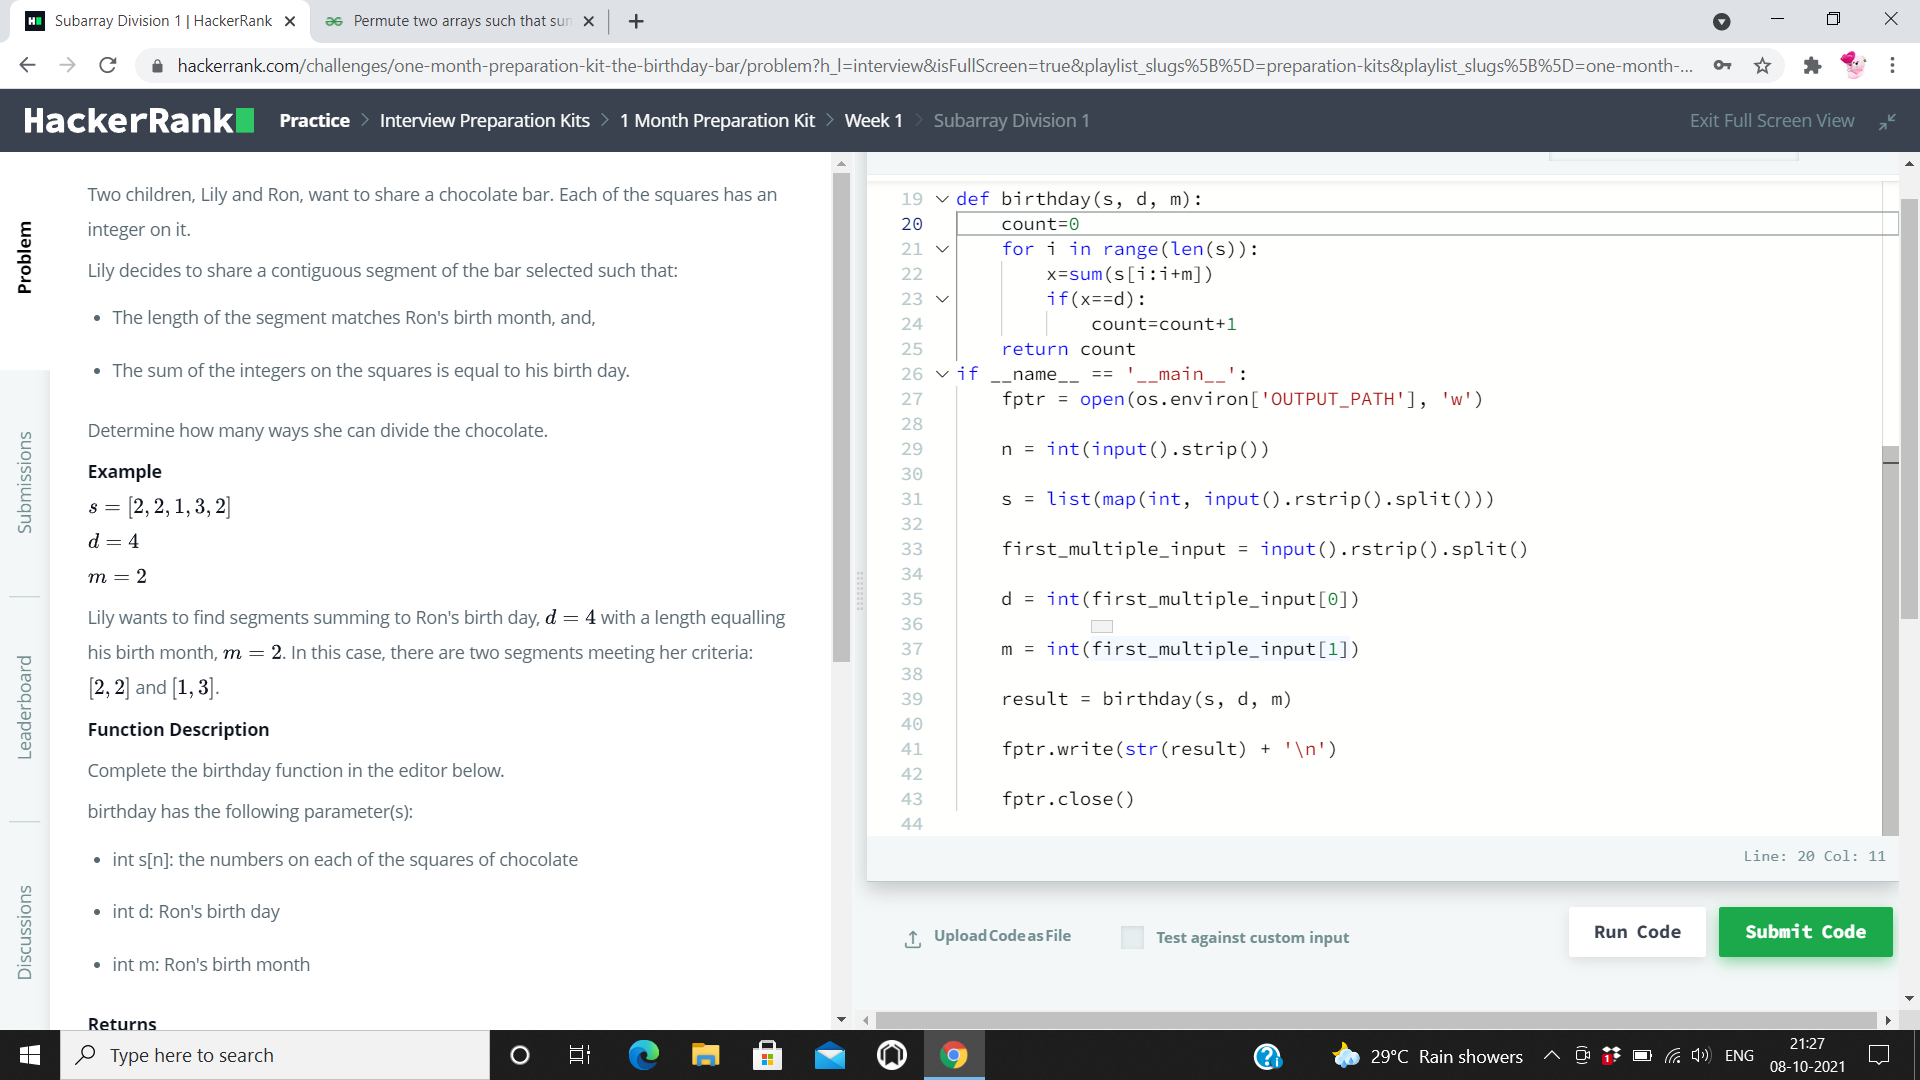 Subarray Division 1 | HackerRank
Permute two arrays such that sun
hackerrank.com/challenges/one-month-preparation-kit-the-birthday-bar/problem?h_l=interview&isFullScreen=true&playlist_slugs%5B%5D=preparation-kits&playlist_slugs%5B%5D=one-month-...
HackerRank
Practice > Interview Preparation Kits > 1 Month Preparation Kit > Week 1 > Subarray Division 1
Exit Full Screen View
Problem
Submissions
Leaderboard
Discussions
Two children, Lily and Ron, want to share a chocolate bar. Each of the squares has an
integer on it.
Lily decides to share a contiguous segment of the bar selected such that:
• The length of the segment matches Ron's birth month, and,
• The sum of the integers on the squares is equal to his birth day.
Determine how many ways she can divide the chocolate.
Example
s = [2, 2, 1, 3, 2]
d = 4
m = 2
Lily wants to find segments summing to Ron's birth day, d = 4 with a length equalling
his birth month, m = 2. In this case, there are two segments meeting her criteria:
[2, 2] and [1, 3].
Function Description
Complete the birthday function in the editor below.
birthday has the following parameter(s):
• int s[n]: the numbers on each of the squares of chocolate
• int d: Ron's birth day
• int m: Ron's birth month
Returns
19 def birthday(s, d, m):
20     count=0
21     for i in range(len(s)):
22         x=sum(s[i:i+m])
23         if(x==d):
24             count=count+1
25     return count
26 if __name__ == '__main__':
27     fptr = open(os.environ['OUTPUT_PATH'], 'w')
28
29     n = int(input().strip())
30
31     s = list(map(int, input().rstrip().split()))
32
33     first_multiple_input = input().rstrip().split()
34
35     d = int(first_multiple_input[0])
36
37     m = int(first_multiple_input[1])
38
39     result = birthday(s, d, m)
40
41     fptr.write(str(result) + '\n')
42
43     fptr.close()
44
Line: 20 Col: 11
Upload Code as File
Test against custom input
Run Code
Submit Code
Type here to search
29°C Rain showers
ENG
21:27
08-10-2021